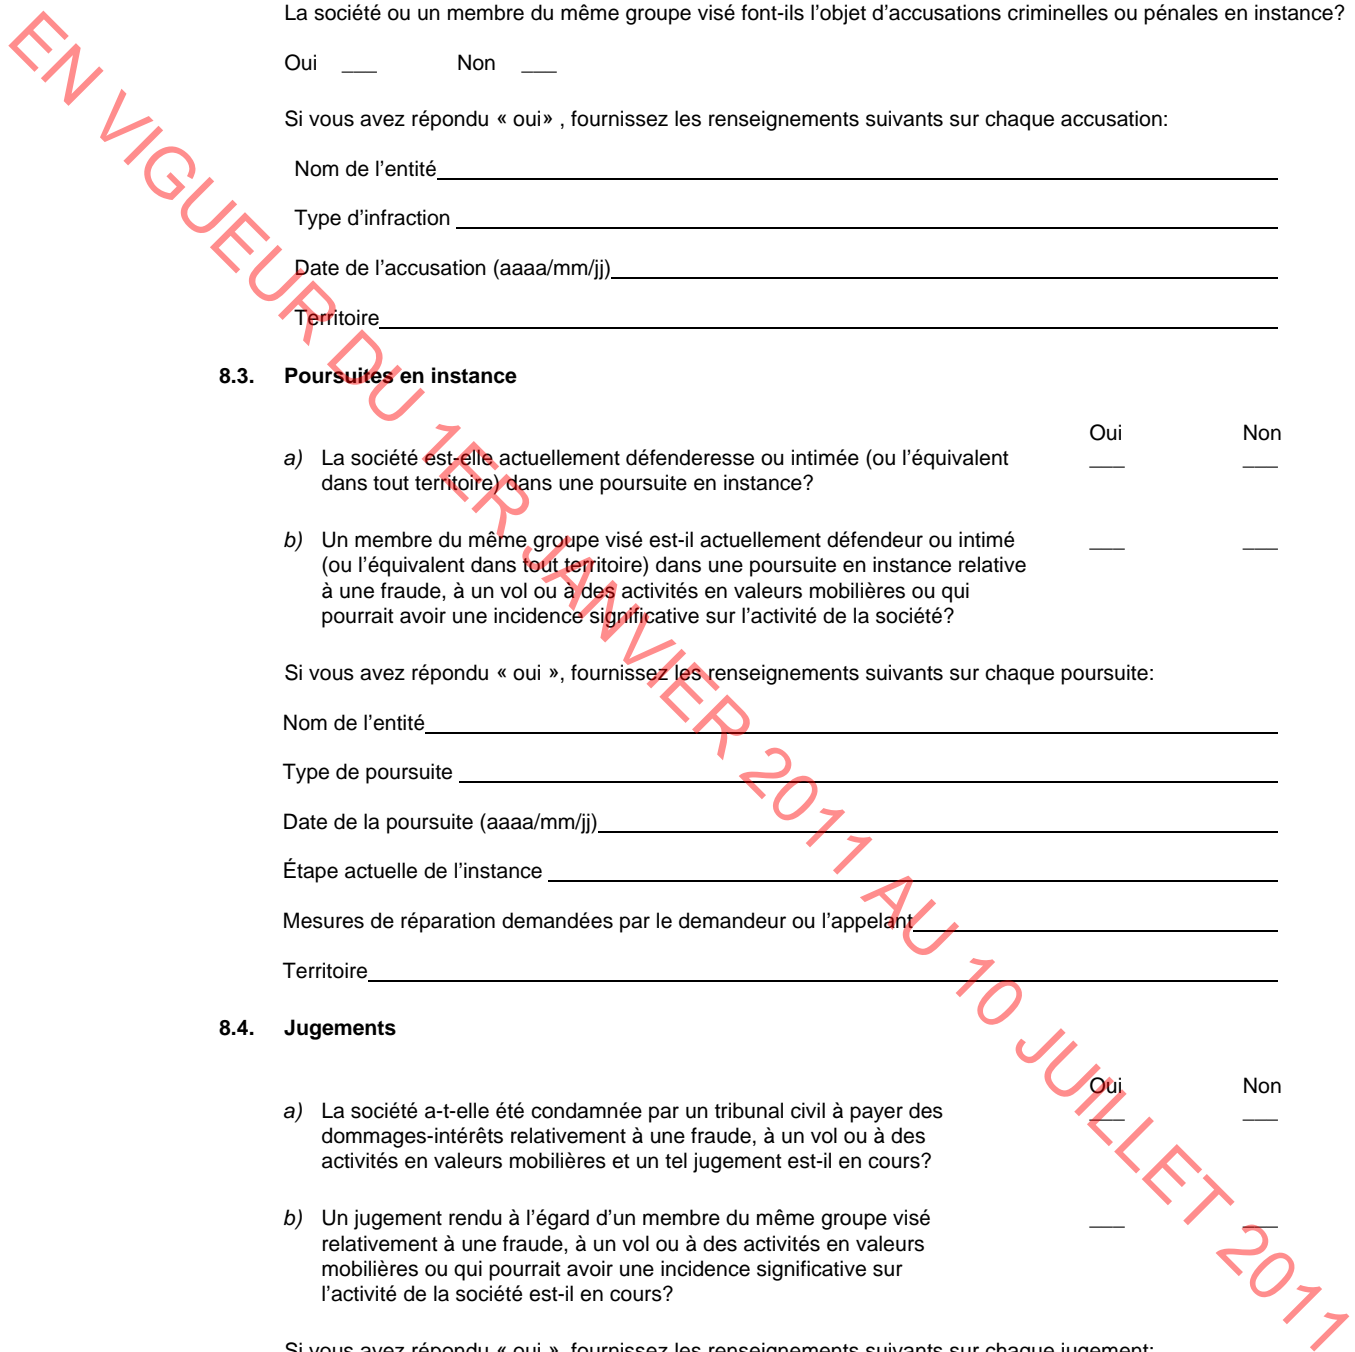 La société ou un membre du même groupe visé font-ils l’objet d’accusations criminelles ou pénales en instance?
Oui ___ Non ___
Si vous avez répondu « oui» , fournissez les renseignements suivants sur chaque accusation:
Nom de l’entité
Type d’infraction
Date de l’accusation (aaaa/mm/jj)
Territoire
8.3. Poursuites en instance
Oui Non
a) La société est-elle actuellement défenderesse ou intimée (ou l’équivalent ___ ___
dans tout territoire) dans une poursuite en instance?
b) Un membre du même groupe visé est-il actuellement défendeur ou intimé ___ ___
(ou l’équivalent dans tout territoire) dans une poursuite en instance relative
à une fraude, à un vol ou à des activités en valeurs mobilières ou qui
pourrait avoir une incidence significative sur l’activité de la société?
Si vous avez répondu « oui », fournissez les renseignements suivants sur chaque poursuite:
Nom de l’entité
Type de poursuite
Date de la poursuite (aaaa/mm/jj)
Étape actuelle de l’instance
Mesures de réparation demandées par le demandeur ou l’appelant
Territoire
8.4. Jugements
Oui Non
a) La société a-t-elle été condamnée par un tribunal civil à payer des ___ ___
dommages-intérêts relativement à une fraude, à un vol ou à des
activités en valeurs mobilières et un tel jugement est-il en cours?
b) Un jugement rendu à l’égard d’un membre du même groupe visé ___ ___
relativement à une fraude, à un vol ou à des activités en valeurs
mobilières ou qui pourrait avoir une incidence significative sur
l’activité de la société est-il en cours?
Si vous avez répondu « oui », fournissez les renseignements suivants sur chaque jugement:
EN VIGUEUR DU 1ER JANVIER 2011 AU 10 JUILLET 2011